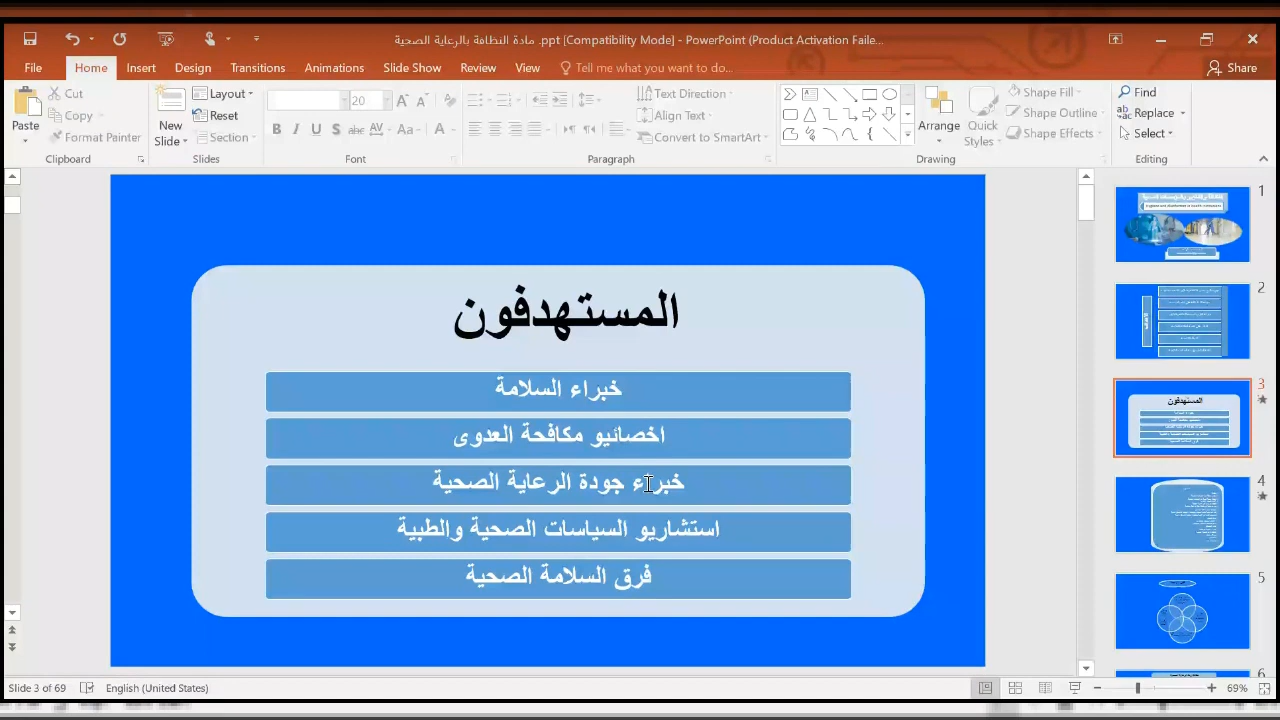 مادة النظافة بالرعاية الصحية .ppt [Compatibility Mode] - PowerPoint (Product Activation Faile...
File Home Insert Design Transitions Animations Slide Show Review View Tell me what you want to do... Share
Paste
Cut
Copy
Format Painter
Clipboard
New Slide
Layout
Reset
Section
Slides
20
Font
Text Direction
Align Text
Convert to SmartArt
Paragraph
Arrange
Quick Styles
Shape Fill
Shape Outline
Shape Effects
Drawing
Find
Replace
Select
Editing
المستهدفون
خبراء السلامة
اخصائيو مكافحة العدوى
خبراء جودة الرعاية الصحية
استشاريو السياسات الصحية والطبية
فرق السلامة الصحية
1
2
3
المستهدفون
4
5
6
Slide 3 of 69 English (United States) 69%